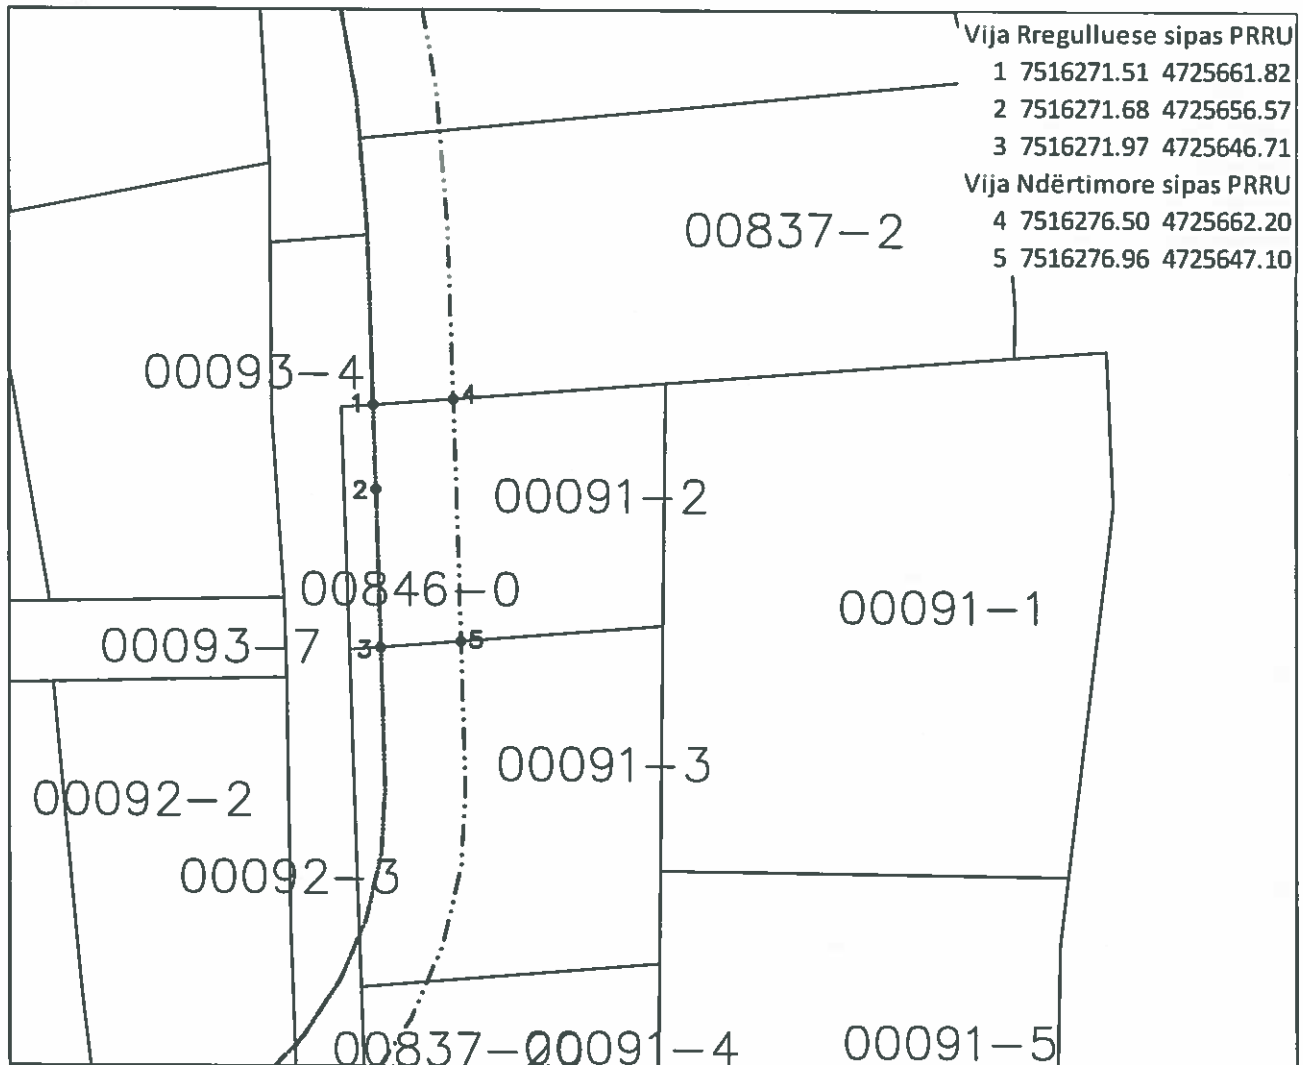 Vija Rregulluese sipas PRRU
1 7516271.51 4725661.82
2 7516271.68 4725656.57
3 7516271.97 4725646.71
Vija Ndërtimore sipas PRRU
4 7516276.50 4725662.20
5 7516276.96 4725647.10
00837-2
00093-4
1
4
2
00091-2
00846-0
00091-1
00093-7
3
5
00091-3
00092-2
00092-3
00837-
00091-4
00091-5